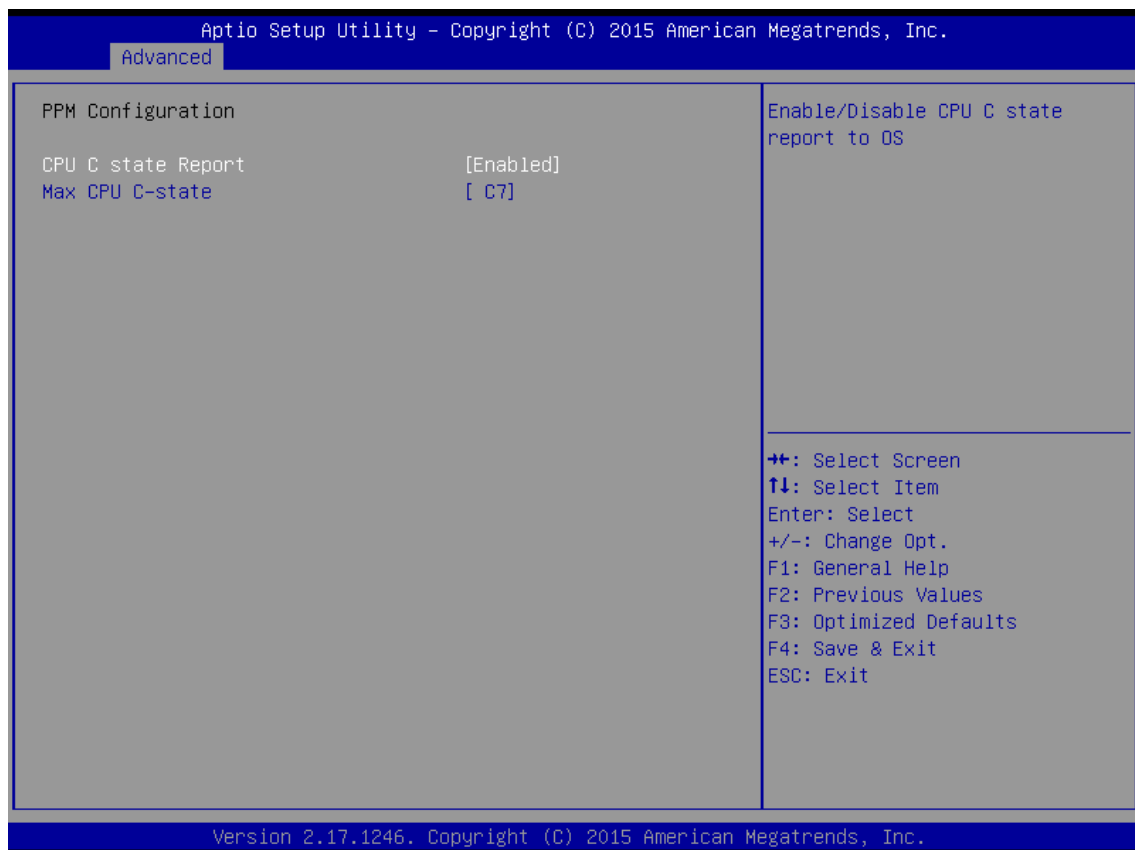 Aptio Setup Utility – Copyright (C) 2015 American Megatrends, Inc.
Advanced
PPM Configuration
CPU C state Report [Enabled]
Max CPU C-state [ C7]
Enable/Disable CPU C state
report to OS
→←: Select Screen
↑↓: Select Item
Enter: Select
+/-: Change Opt.
F1: General Help
F2: Previous Values
F3: Optimized Defaults
F4: Save & Exit
ESC: Exit
Version 2.17.1246. Copyright (C) 2015 American Megatrends, Inc.